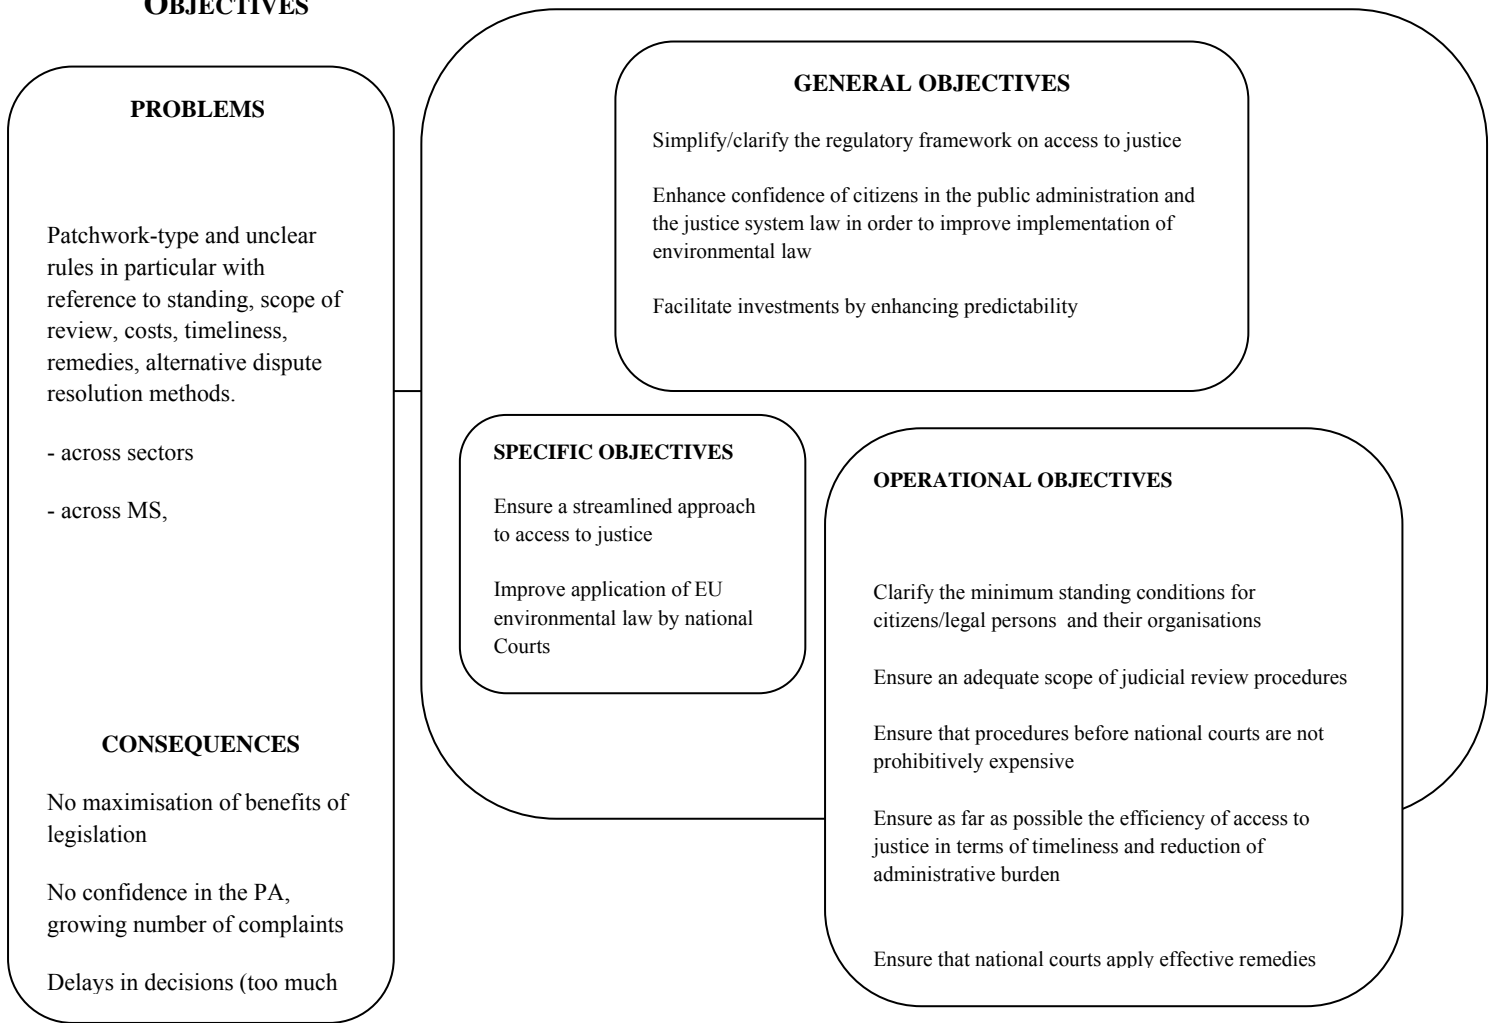 OBJECTIVES
PROBLEMS
Patchwork-type and unclear
rules in particular with
reference to standing, scope of
review, costs, timeliness,
remedies, alternative dispute
resolution methods.
- across sectors
- across MS,
CONSEQUENCES
No maximisation of benefits of
legislation
No confidence in the PA,
growing number of complaints
Delays in decisions (too much
GENERAL OBJECTIVES
Simplify/clarify the regulatory framework on access to justice
Enhance confidence of citizens in the public administration and
the justice system law in order to improve implementation of
environmental law
Facilitate investments by enhancing predictability
SPECIFIC OBJECTIVES
Ensure a streamlined approach
to access to justice
Improve application of EU
environmental law by national
Courts
OPERATIONAL OBJECTIVES
Clarify the minimum standing conditions for
citizens/legal persons and their organisations
Ensure an adequate scope of judicial review procedures
Ensure that procedures before national courts are not
prohibitively expensive
Ensure as far as possible the efficiency of access to
justice in terms of timeliness and reduction of
administrative burden
Ensure that national courts apply effective remedies